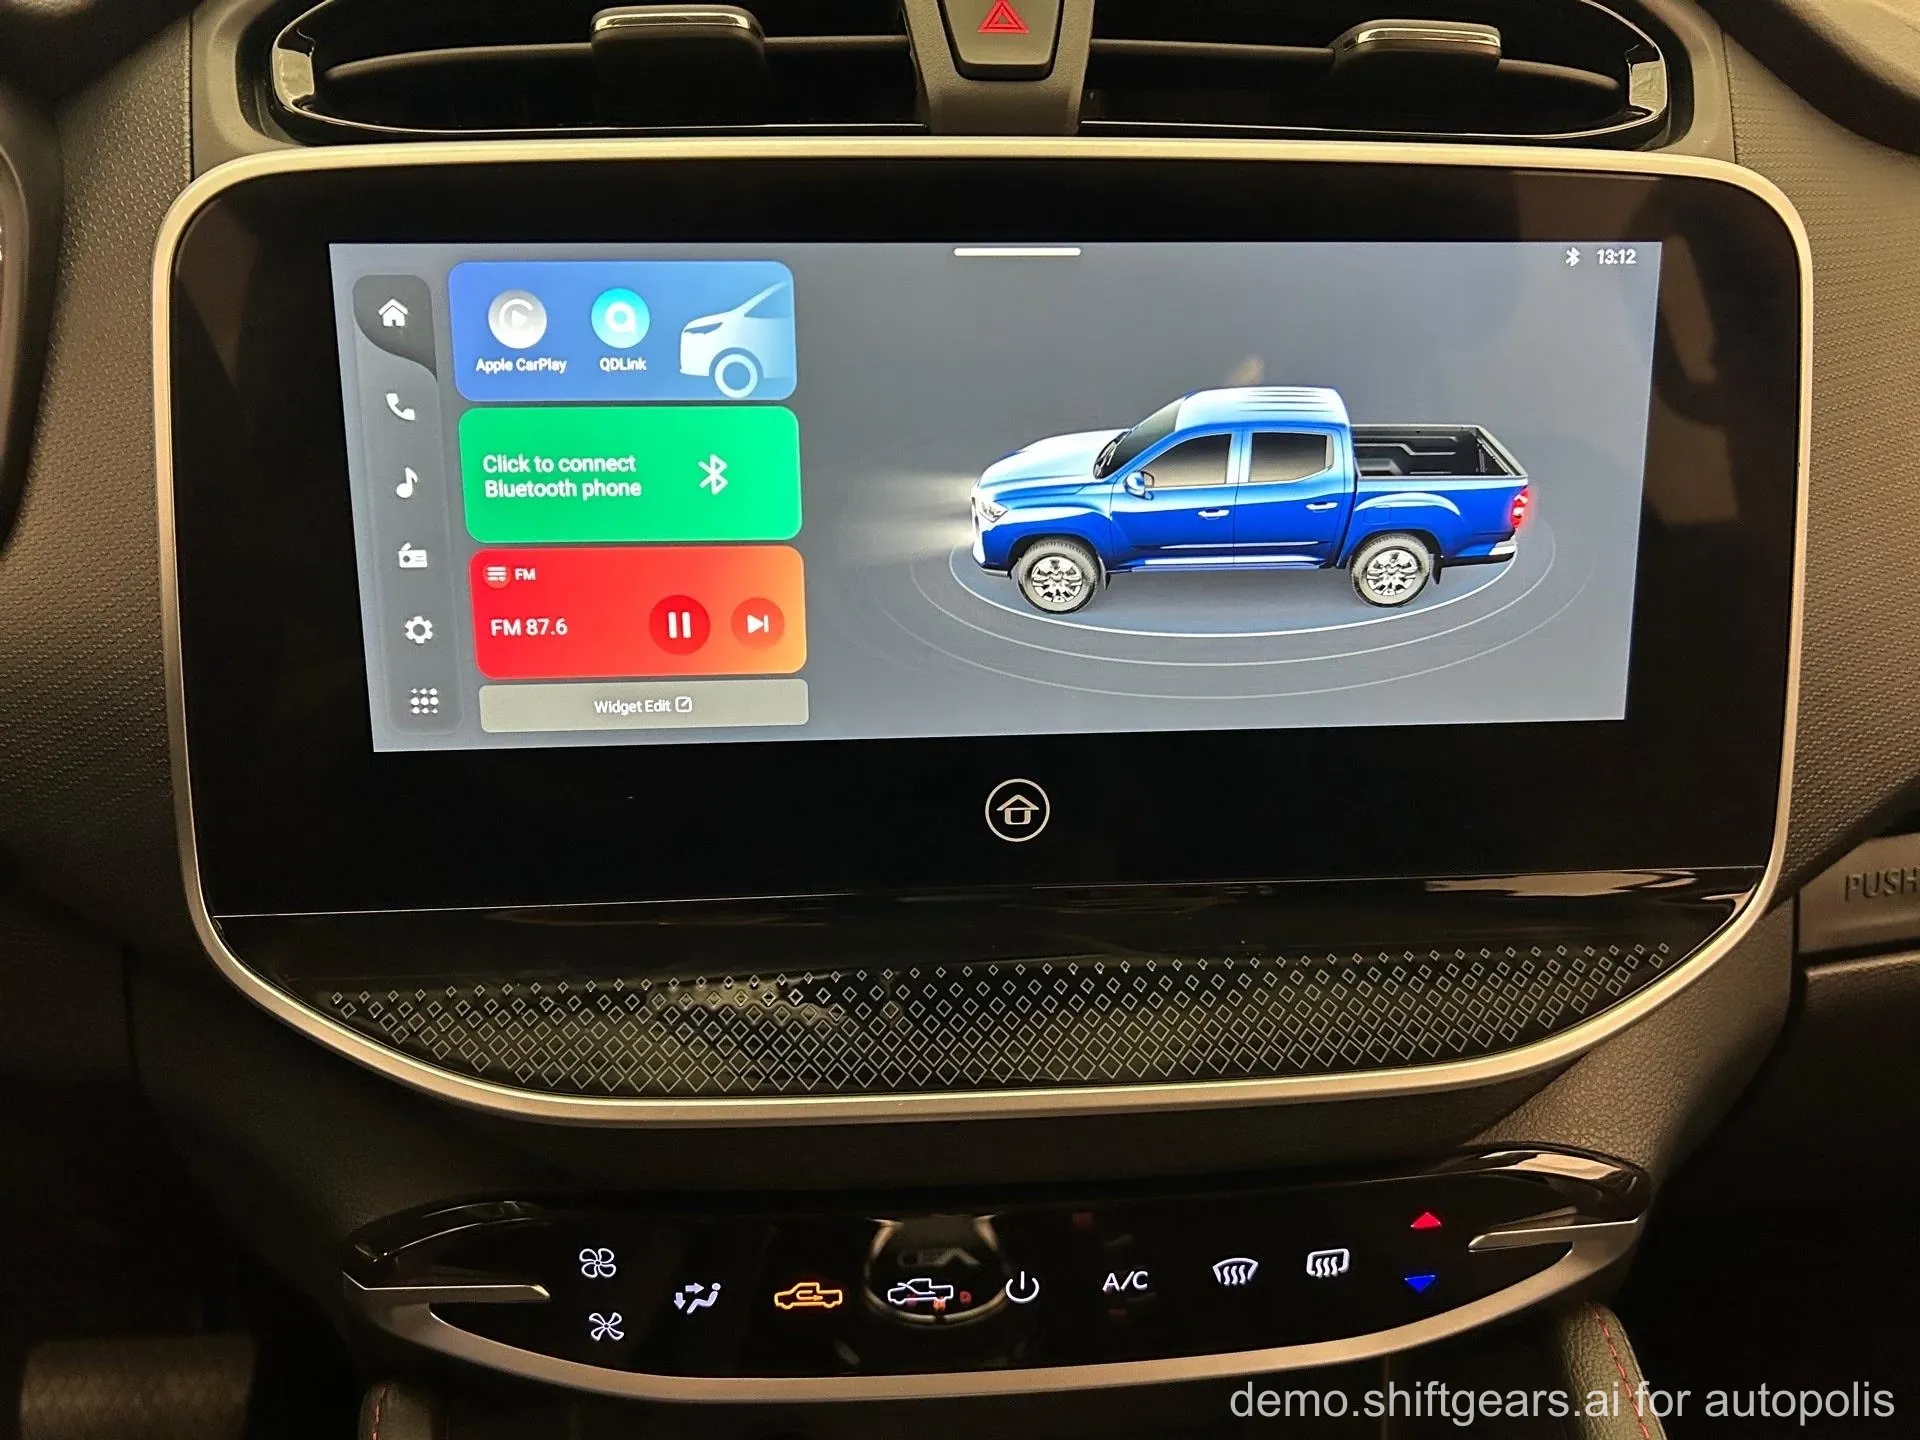 13:12
Apple CarPlay
QDLink
Click to connect
Bluetooth phone
FM
FM 87.6
Widget Edit
PUSH
A/C
demo.shiftgears.ai for autopolis